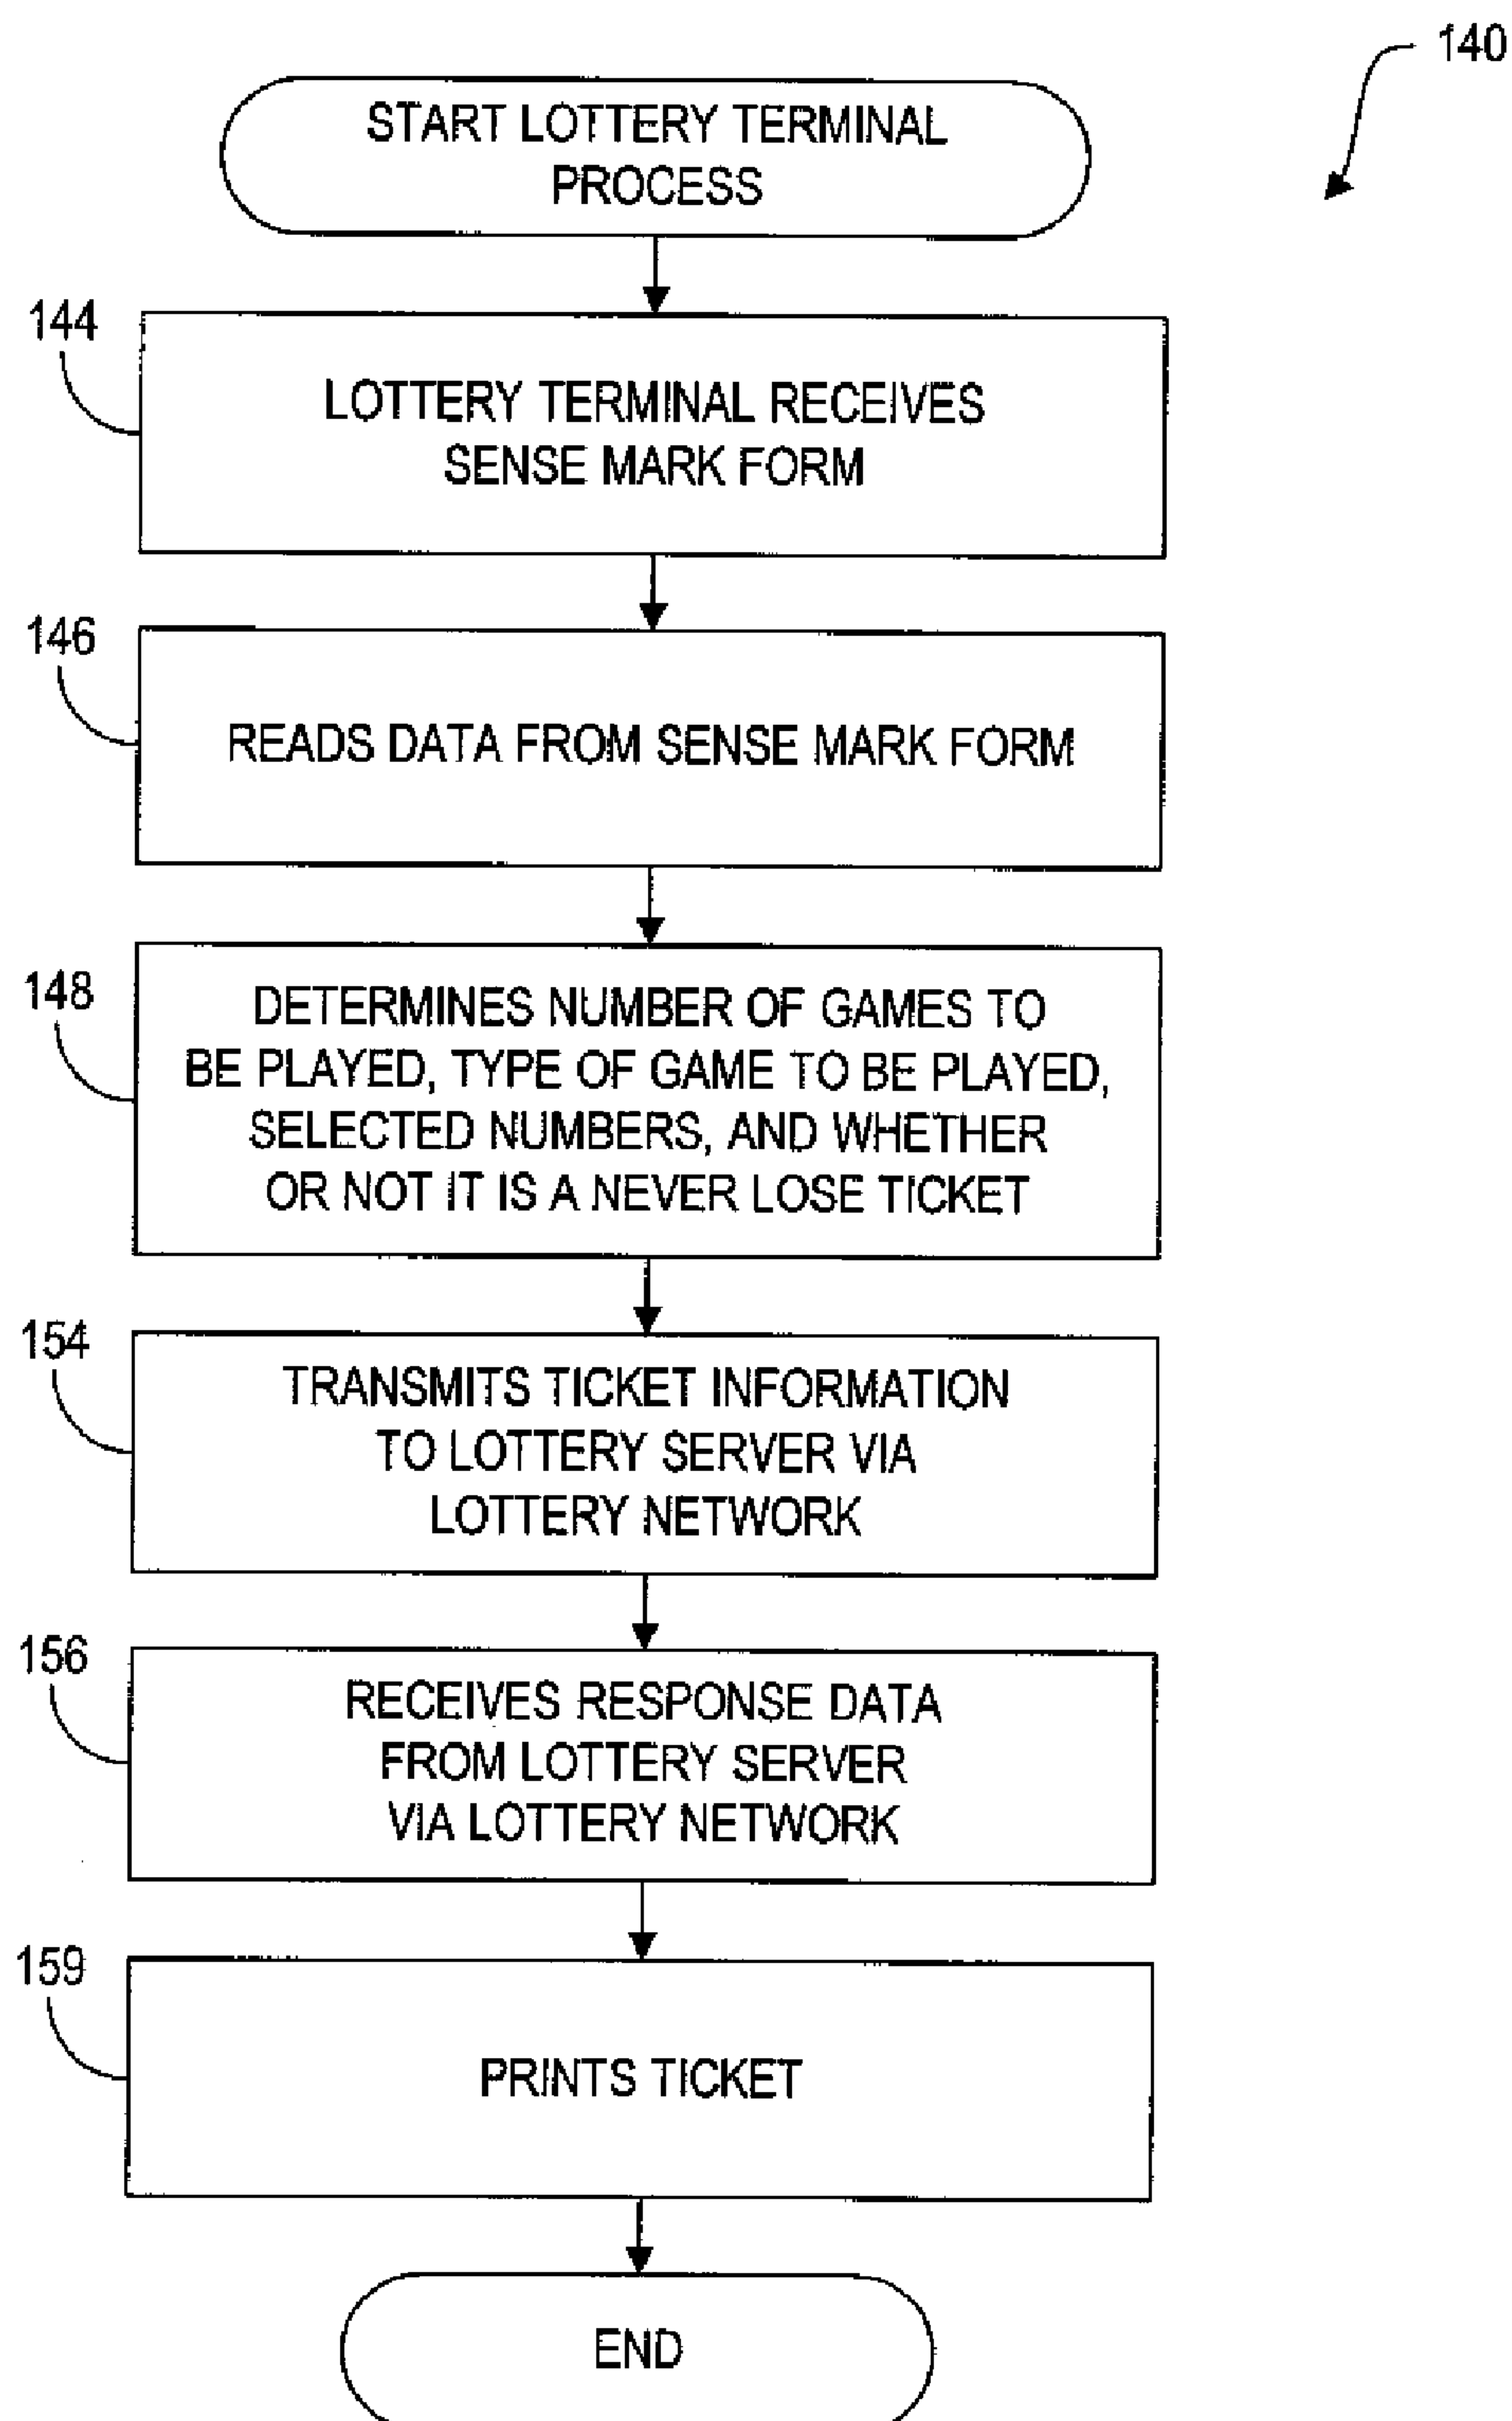 140
START LOTTERY TERMINAL
PROCESS
144
LOTTERY TERMINAL RECEIVES
SENSE MARK FORM
146
READS DATA FROM SENSE MARK FORM
148
DETERMINES NUMBER OF GAMES TO
BE PLAYED, TYPE OF GAME TO BE PLAYED,
SELECTED NUMBERS, AND WHETHER
OR NOT IT IS A NEVER LOSE TICKET
154
TRANSMITS TICKET INFORMATION
TO LOTTERY SERVER VIA
LOTTERY NETWORK
156
RECEIVES RESPONSE DATA
FROM LOTTERY SERVER
VIA LOTTERY NETWORK
159
PRINTS TICKET
END